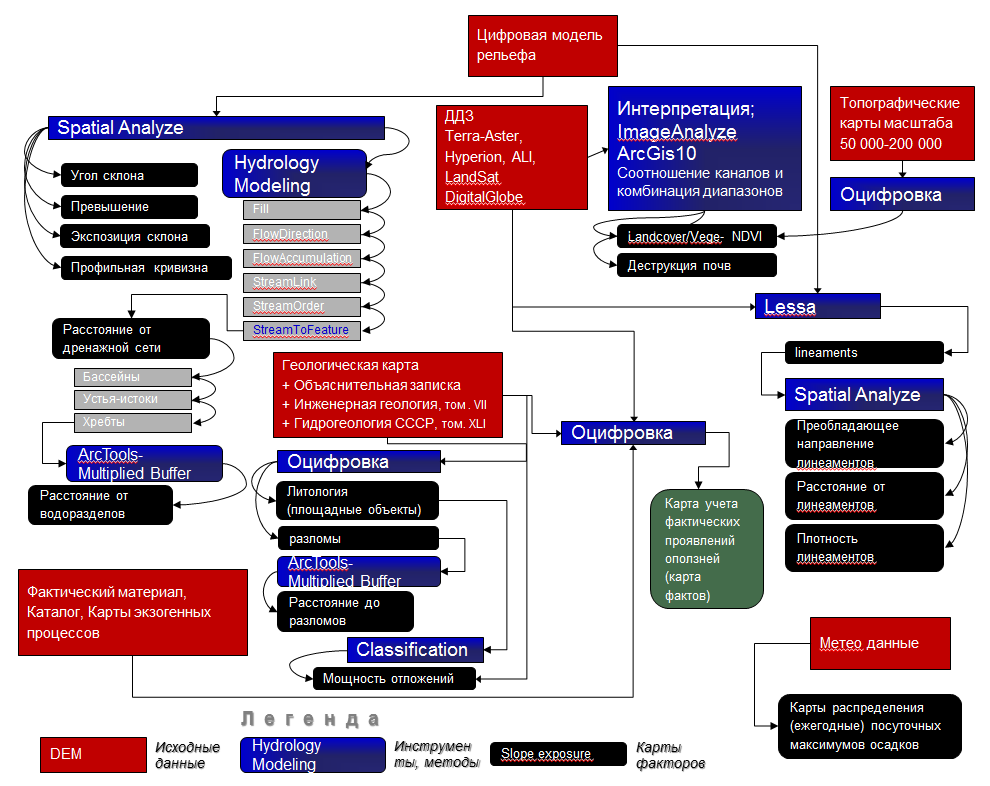 Цифровая модель
рельефа
Spatial Analyze
Угол склона
Превышение
Экспозиция склона
Профильная кривизна
Hydrology
Modeling
Fill
FlowDirection
FlowAccumulation
StreamLink
StreamOrder
StreamToFeature
Расстояние от
дренажной сети
Бассейны
Устья-истоки
Хребты
ArcTools-
Multiplied Buffer
Расстояние от
водоразделов
ДДЗ
Terra-Aster,
Hyperion, ALI,
LandSat
DigitalGlobe
Интерпретация;
ImageAnalyze
ArcGis10
Соотношение каналов и
комбинация диапазонов
Топографические
карты масштаба
50 000-200 000
Оцифровка
Landcover/Vege- NDVI
Деструкция почв
Lessa
lineaments
Spatial Analyze
Преобладающее
направление
линеаментов
Расстояние от
линеаментов
Плотность
линеаментов
Геологическая карта
+ Объяснительная записка
+ Инженерная геология, том. VII
+ Гидрогеология СССР, том. XLI
Оцифровка
Литология
(площадные объекты)
разломы
ArcTools-
Multiplied Buffer
Расстояние до
разломов
Classification
Мощность отложений
Оцифровка
Карта учета
фактических
проявлений
оползней
(карта
фактов)
Фактический материал,
Каталог, Карты экзогенных
процессов
Метео данные
Карты распределения
(ежегодные) посуточных
максимумов осадков
Легенда
DEM
Исходные
данные
Hydrology
Modeling
Инструмен
ты, методы
Slope exposure
Карты
факторов